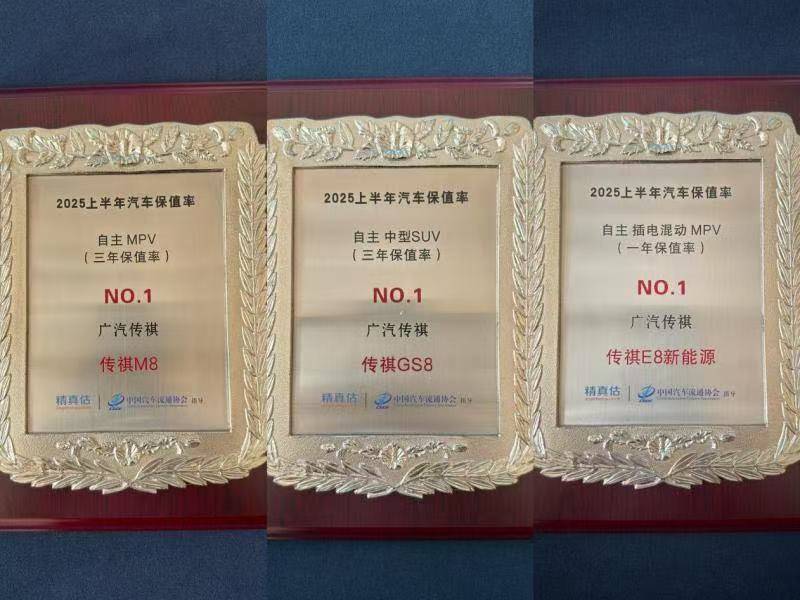 2025上半年汽车保值率
自主 MPV
（三年保值率）
NO.1
广汽传祺
传祺M8
精真估
中国汽车流通协会 指导
2025上半年汽车保值率
自主 中型SUV
（三年保值率）
NO.1
广汽传祺
传祺GS8
精真估
中国汽车流通协会 指导
2025上半年汽车保值率
自主 插电混动 MPV
（一年保值率）
NO.1
广汽传祺
传祺E8新能源
精真估
中国汽车流通协会 指导